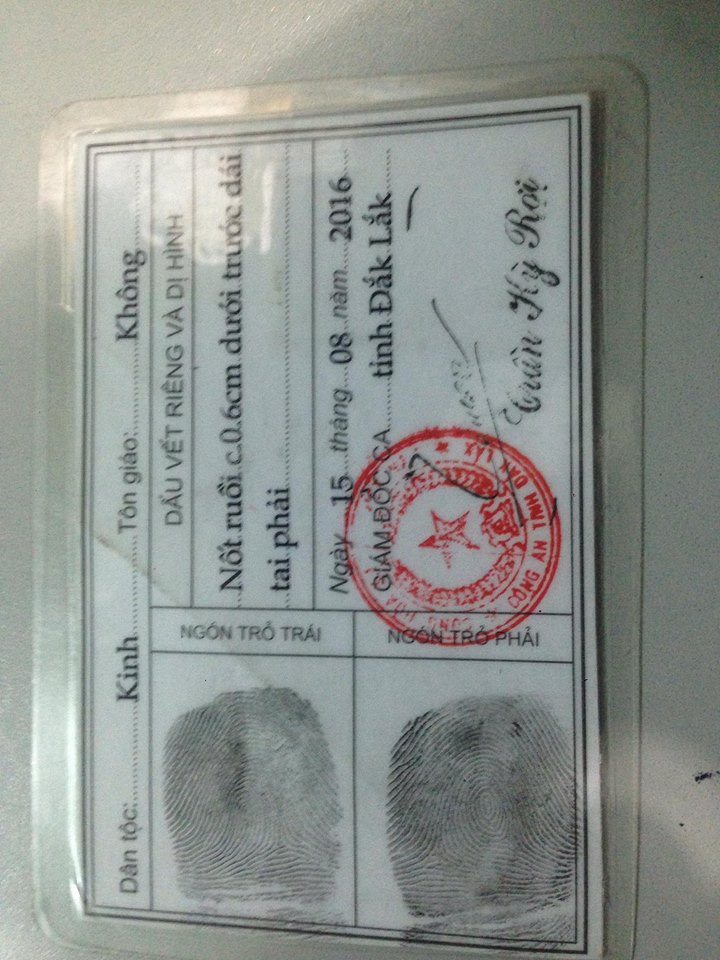 Dân tộc:........Kinh........ Tôn giáo:........Không........
DẤU VẾT RIÊNG VÀ DỊ HÌNH
Nốt ruồi c.0.6cm dưới trước dái
tai phải
Ngày 15 tháng 08 năm 2016
GIÁM ĐỐC CA tỉnh Đắk Lắk
CÔNG AN TỈNH ĐẮK LẮK
Trần Kỳ Rơi
NGÓN TRỎ TRÁI
NGÓN TRỎ PHẢI